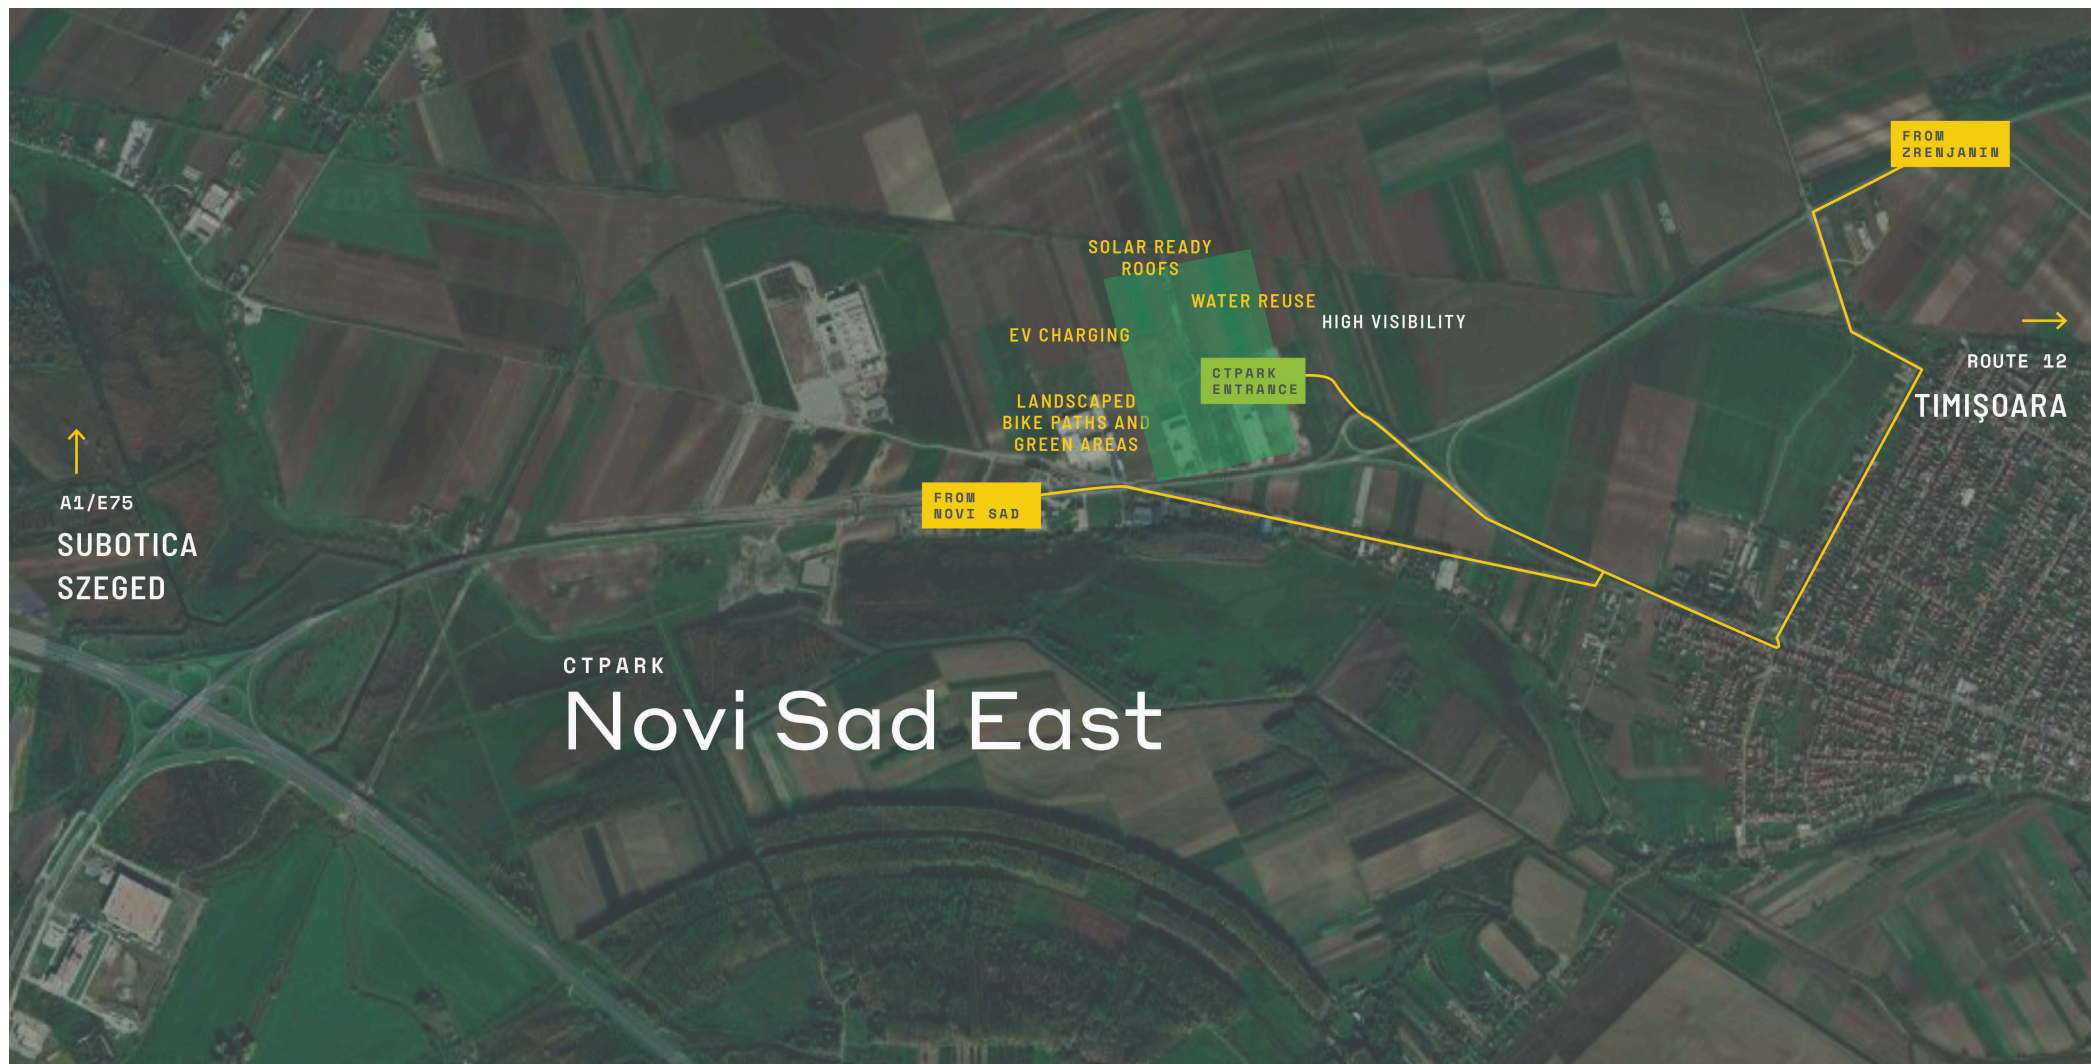 FROM
ZRENJANIN
SOLAR READY
ROOFS
WATER REUSE
HIGH VISIBILITY
EV CHARGING
CTPARK
ENTRANCE
ROUTE 12
TIMIŞOARA
LANDSCAPED
BIKE PATHS AND
GREEN AREAS
FROM
NOVI SAD
A1/E75
SUBOTICA
SZEGED
CTPARK
Novi Sad East